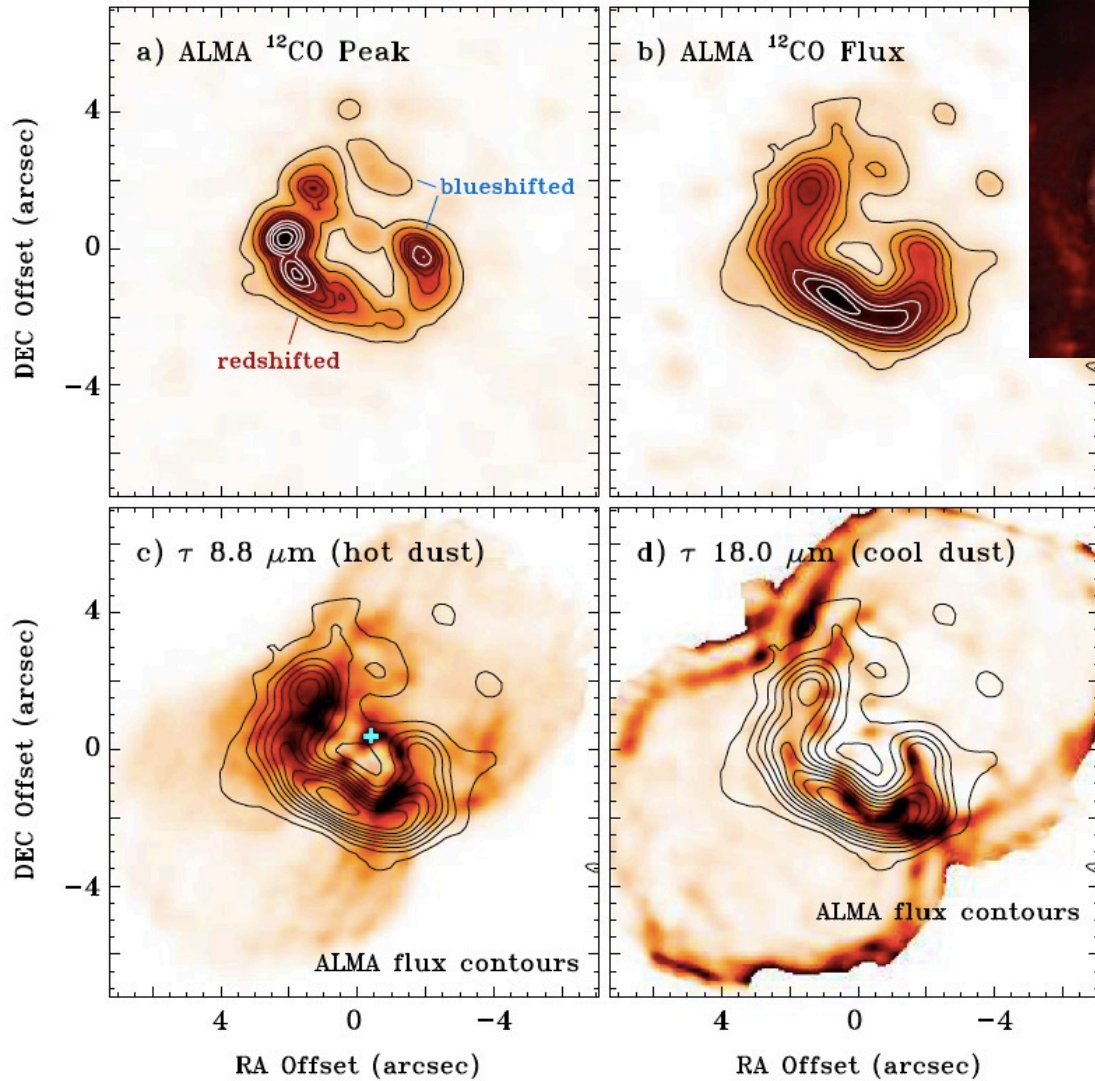 a) ALMA ¹²CO Peak
b) ALMA ¹²CO Flux
DEC Offset (arcsec)
4
0
−4
blueshifted
redshifted
c) τ 8.8 μm (hot dust)
d) τ 18.0 μm (cool dust)
DEC Offset (arcsec)
4
0
−4
ALMA flux contours
ALMA flux contours
4
0
−4
4
0
−4
RA Offset (arcsec)
RA Offset (arcsec)